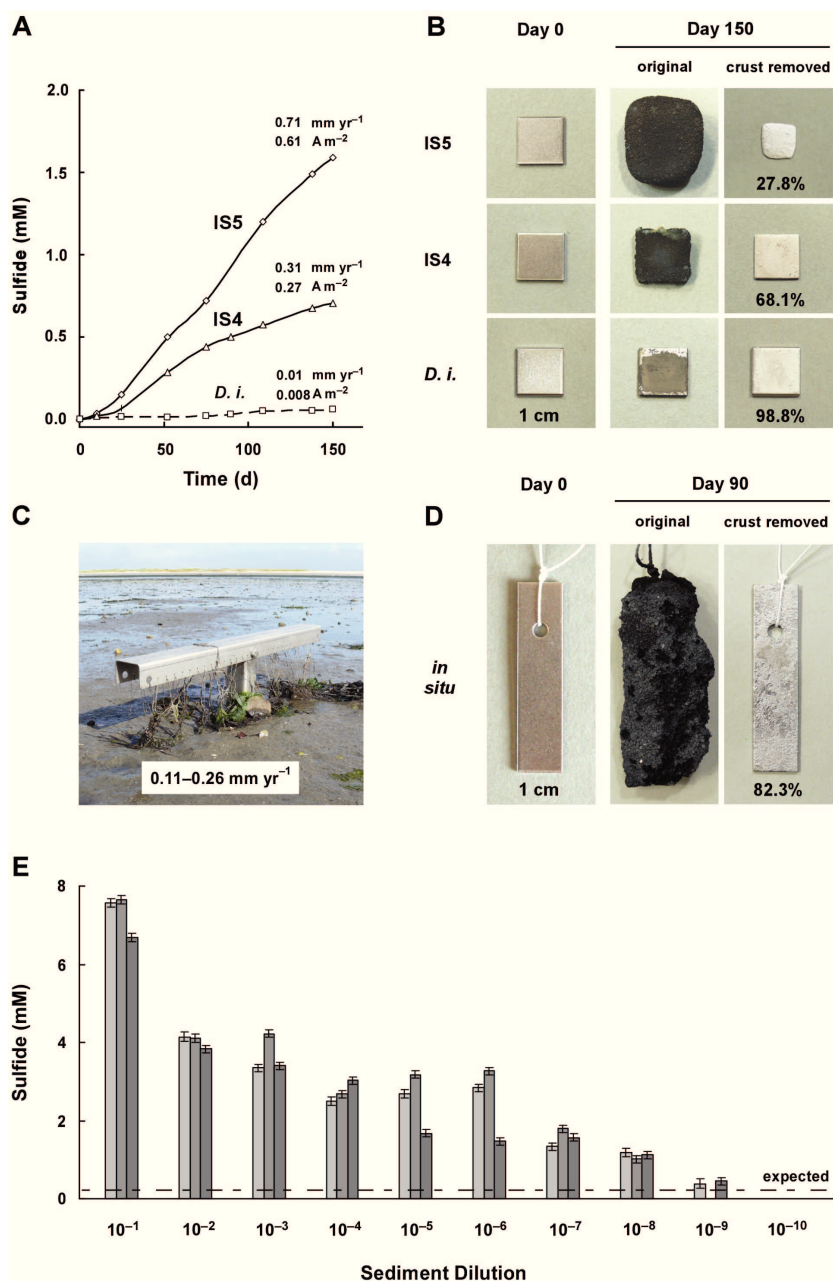 A
2.0
1.5
1.0
0.5
0.0
Sulfide (mM)
0
50
100
150
Time (d)
0.71 mm yr⁻¹
0.61 A m⁻²
IS5
0.31 mm yr⁻¹
0.27 A m⁻²
IS4
0.01 mm yr⁻¹
0.008 A m⁻²
D. i.
B
Day 0
Day 150
original
crust removed
IS5
27.8%
IS4
68.1%
D. i.
1 cm
98.8%
C
0.11–0.26 mm yr⁻¹
D
Day 0
Day 90
original
crust removed
in
situ
1 cm
82.3%
E
8
6
4
2
0
Sulfide (mM)
expected
10⁻¹
10⁻²
10⁻³
10⁻⁴
10⁻⁵
10⁻⁶
10⁻⁷
10⁻⁸
10⁻⁹
10⁻¹⁰
Sediment Dilution